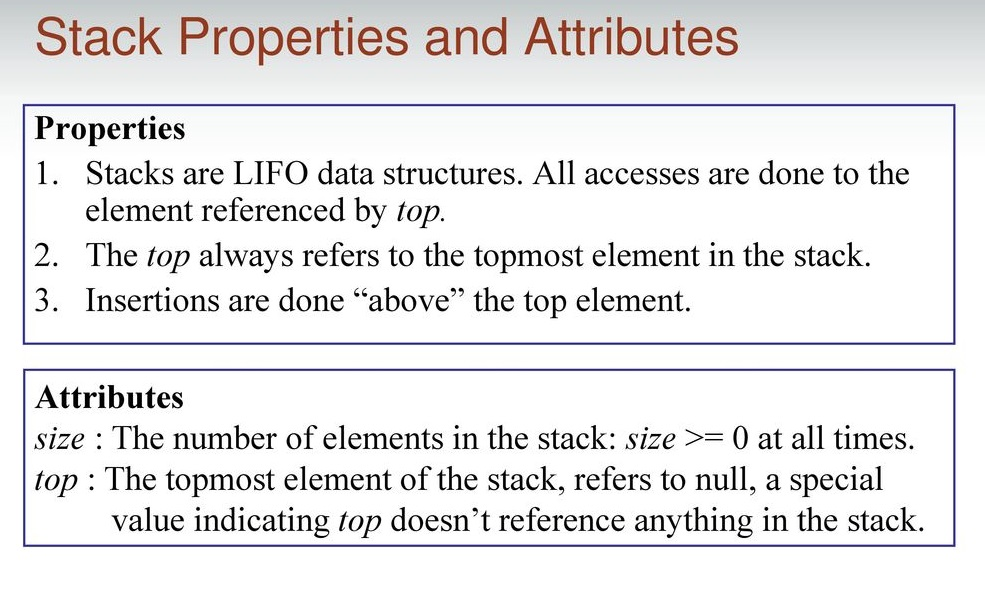 Stack Properties and Attributes
Properties
1. Stacks are LIFO data structures. All accesses are done to the
element referenced by top.
2. The top always refers to the topmost element in the stack.
3. Insertions are done “above” the top element.
Attributes
size : The number of elements in the stack: size >= 0 at all times.
top : The topmost element of the stack, refers to null, a special
value indicating top doesn’t reference anything in the stack.